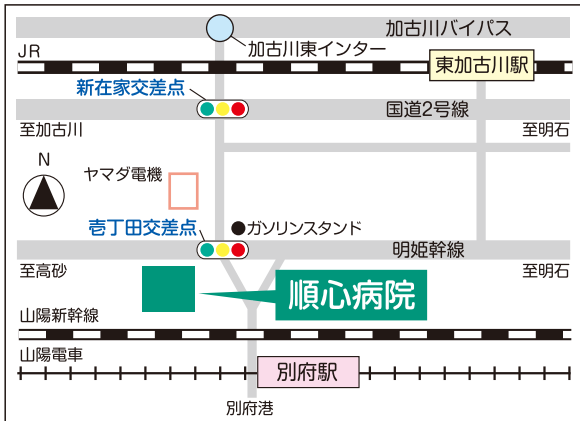 加古川バイパス
加古川東インター
JR
東加古川駅
新在家交差点
国道2号線
至加古川
至明石
N
ヤマダ電機
壱丁田交差点
ガソリンスタンド
明姫幹線
至高砂
至明石
順心病院
山陽新幹線
山陽電車
別府駅
別府港